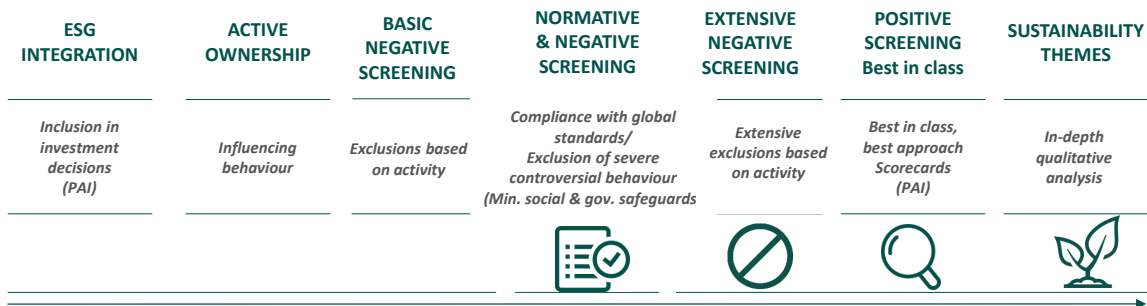 ESG
INTEGRATION
ACTIVE
OWNERSHIP
BASIC
NEGATIVE
SCREENING
NORMATIVE
& NEGATIVE
SCREENING
EXTENSIVE
NEGATIVE
SCREENING
POSITIVE
SCREENING
Best in class
SUSTAINABILITY
THEMES
Inclusion in
investment
decisions
(PAI)
Influencing
behaviour
Exclusions based
on activity
Compliance with global
standards/
Exclusion of severe
controversial behaviour
(Min. social & gov. safeguards
Extensive
exclusions based
on activity
Best in class,
best approach
Scorecards
(PAI)
In-depth
qualitative
analysis